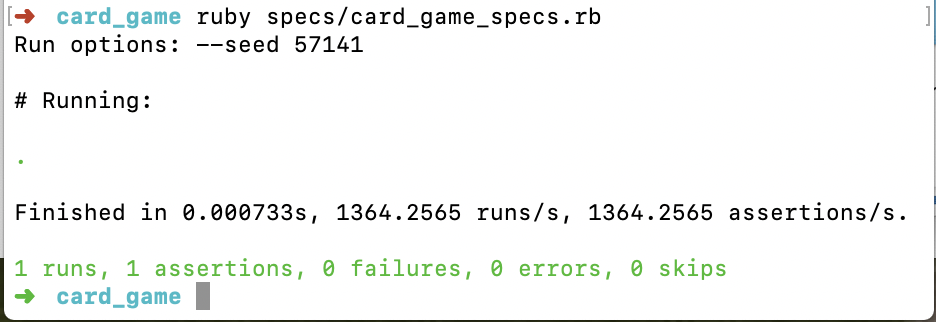 [➜ card_game ruby specs/card_game_specs.rb ]
Run options: --seed 57141
# Running:
.
Finished in 0.000733s, 1364.2565 runs/s, 1364.2565 assertions/s.
1 runs, 1 assertions, 0 failures, 0 errors, 0 skips
➜ card_game